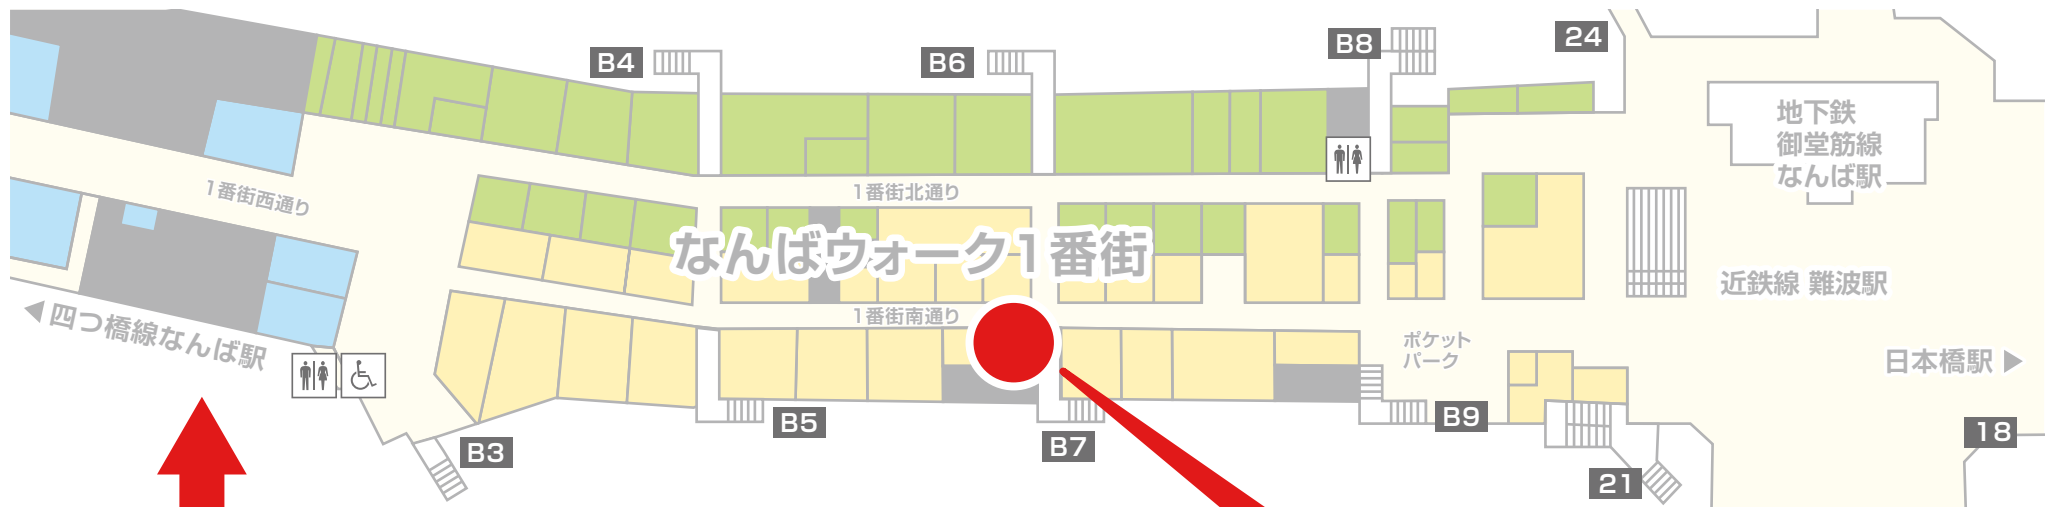 B4
B6
B8
24
地下鉄
御堂筋線
なんば駅
1番街西通り
1番街北通り
なんばウォーク1番街
近鉄線 難波駅
四つ橋線なんば駅
1番街南通り
ポケット
パーク
日本橋駅
B3
B5
B7
B9
18
21